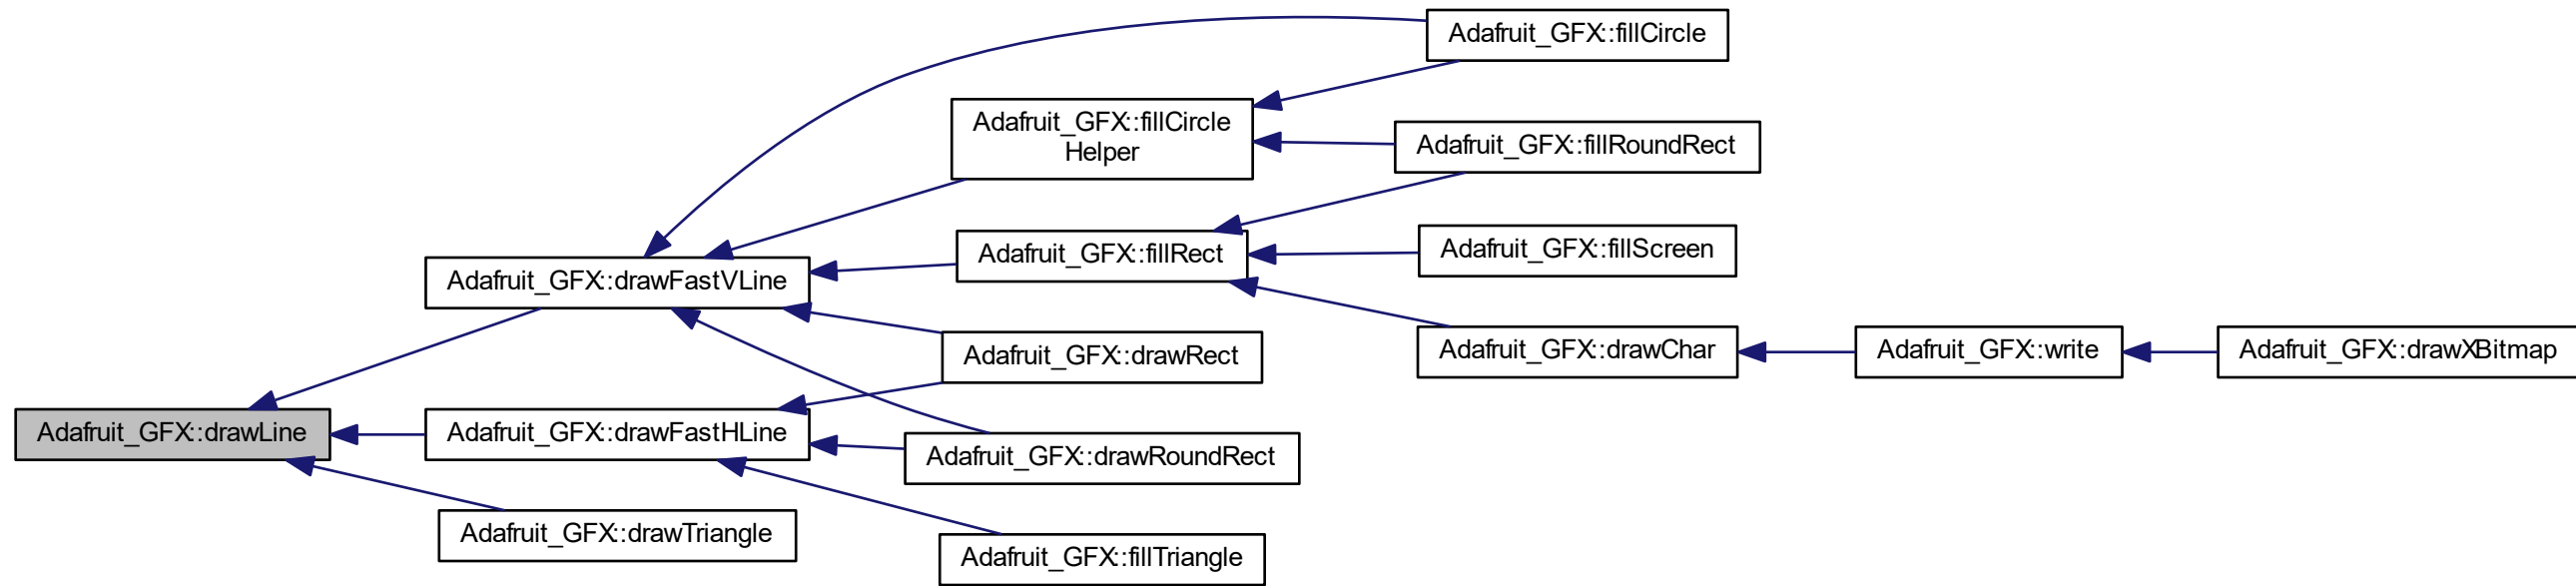 Adafruit_GFX::fillCircle
Adafruit_GFX::fillCircle
Helper
Adafruit_GFX::fillRoundRect
Adafruit_GFX::fillRect
Adafruit_GFX::fillScreen
Adafruit_GFX::drawFastVLine
Adafruit_GFX::drawRect
Adafruit_GFX::drawChar
Adafruit_GFX::write
Adafruit_GFX::drawXBitmap
Adafruit_GFX::drawLine
Adafruit_GFX::drawFastHLine
Adafruit_GFX::drawRoundRect
Adafruit_GFX::drawTriangle
Adafruit_GFX::fillTriangle